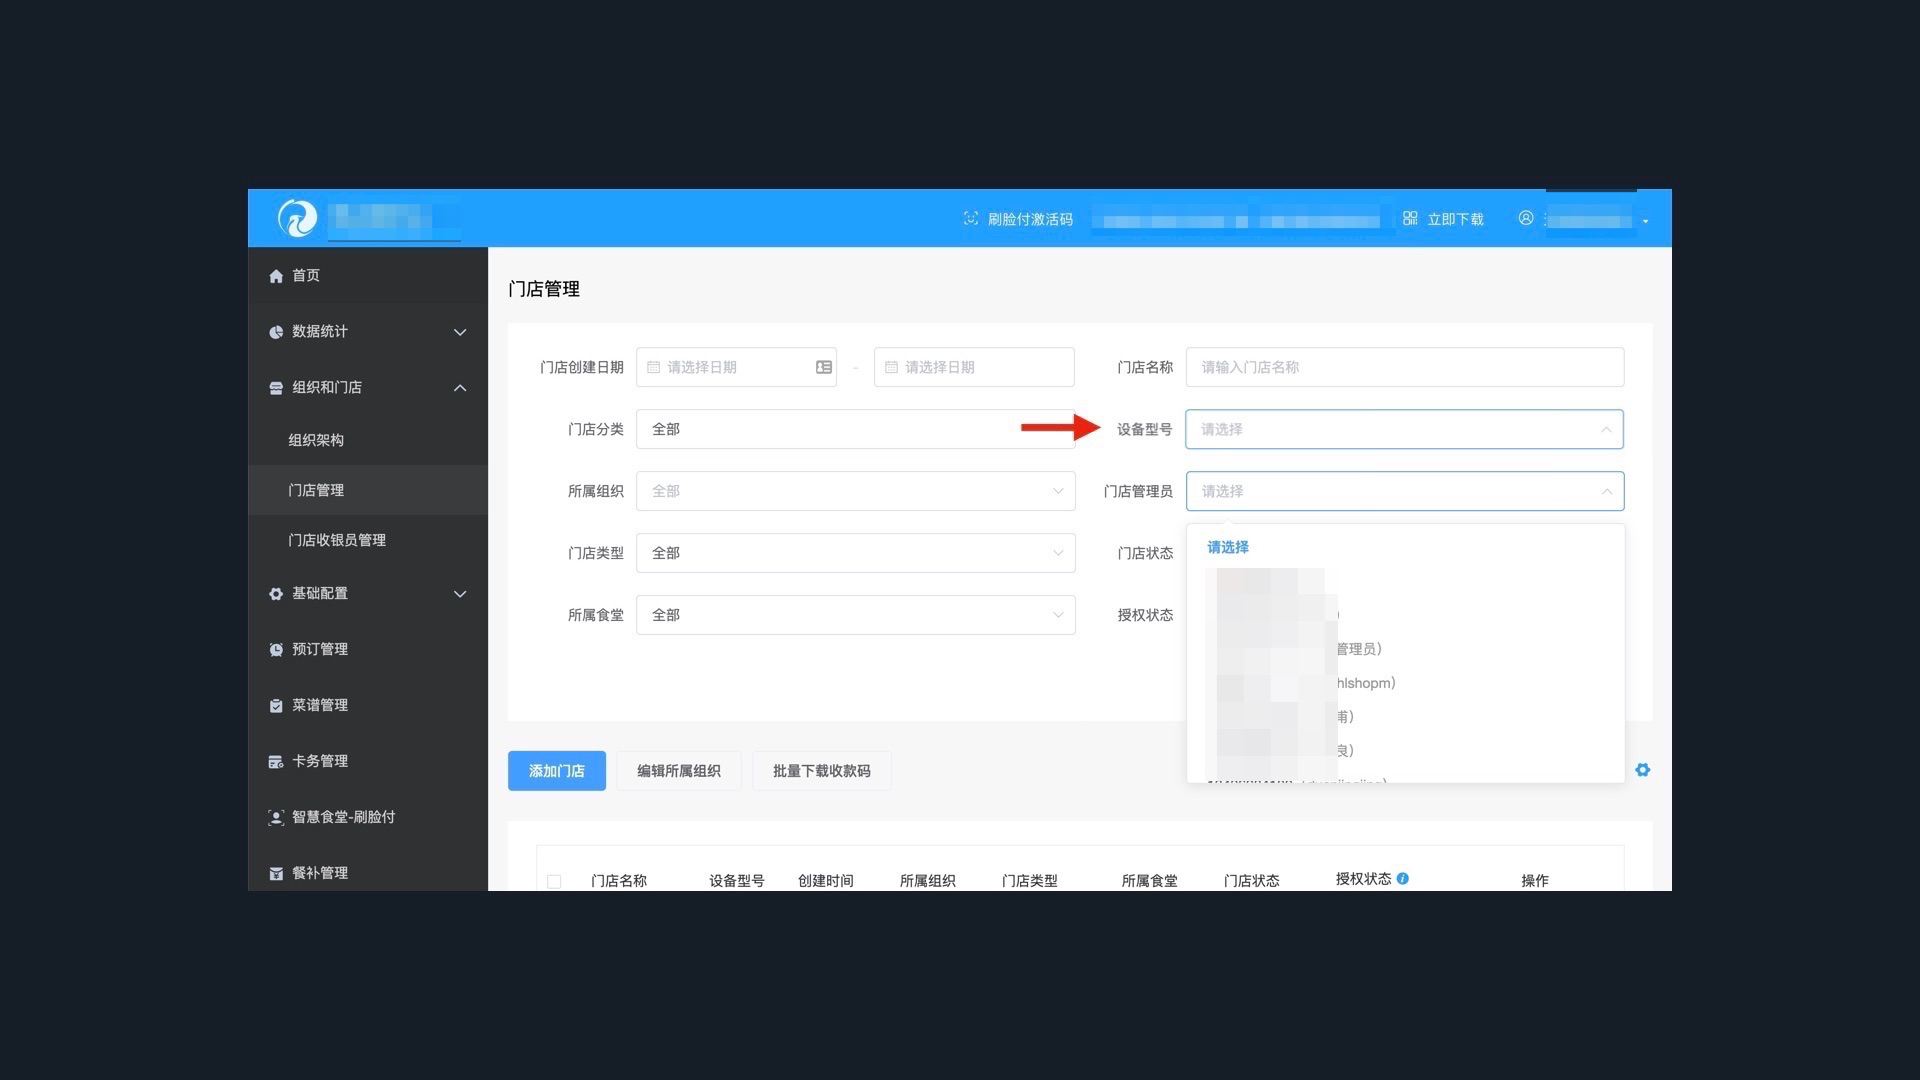 刷脸付激活码
立即下载
首页
数据统计
组织和门店
组织架构
门店管理
门店收银员管理
基础配置
预订管理
菜谱管理
卡务管理
智慧食堂-刷脸付
餐补管理
门店管理
门店创建日期 请选择日期 - 请选择日期 门店名称 请输入门店名称
门店分类 全部 设备型号 请选择
所属组织 全部 门店管理员 请选择
门店类型 全部 门店状态
所属食堂 全部 授权状态
请选择
)
管理员)
hlshopm)
甫)
良)
添加门店 编辑所属组织 批量下载收款码
门店名称 设备型号 创建时间 所属组织 门店类型 所属食堂 门店状态 授权状态 操作